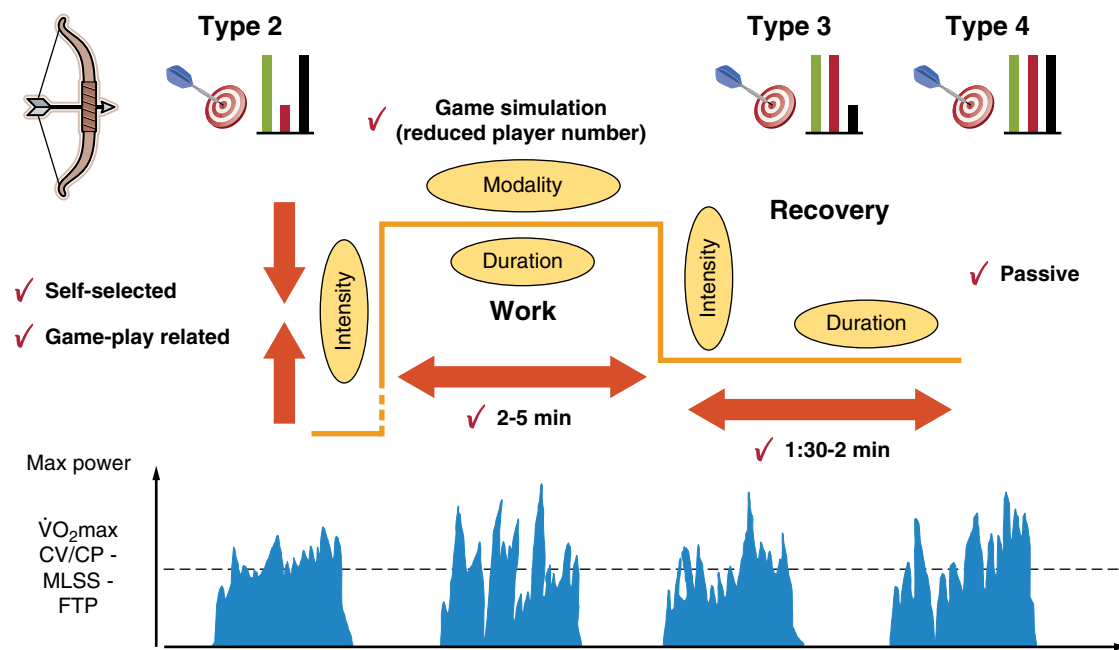 Type 2
Type 3
Type 4
Game simulation
(reduced player number)
Modality
Recovery
Intensity
Duration
Intensity
Self-selected
Passive
Work
Game-play related
Duration
2-5 min
1:30-2 min
Max power
V̇O₂max
CV/CP -
MLSS -
FTP